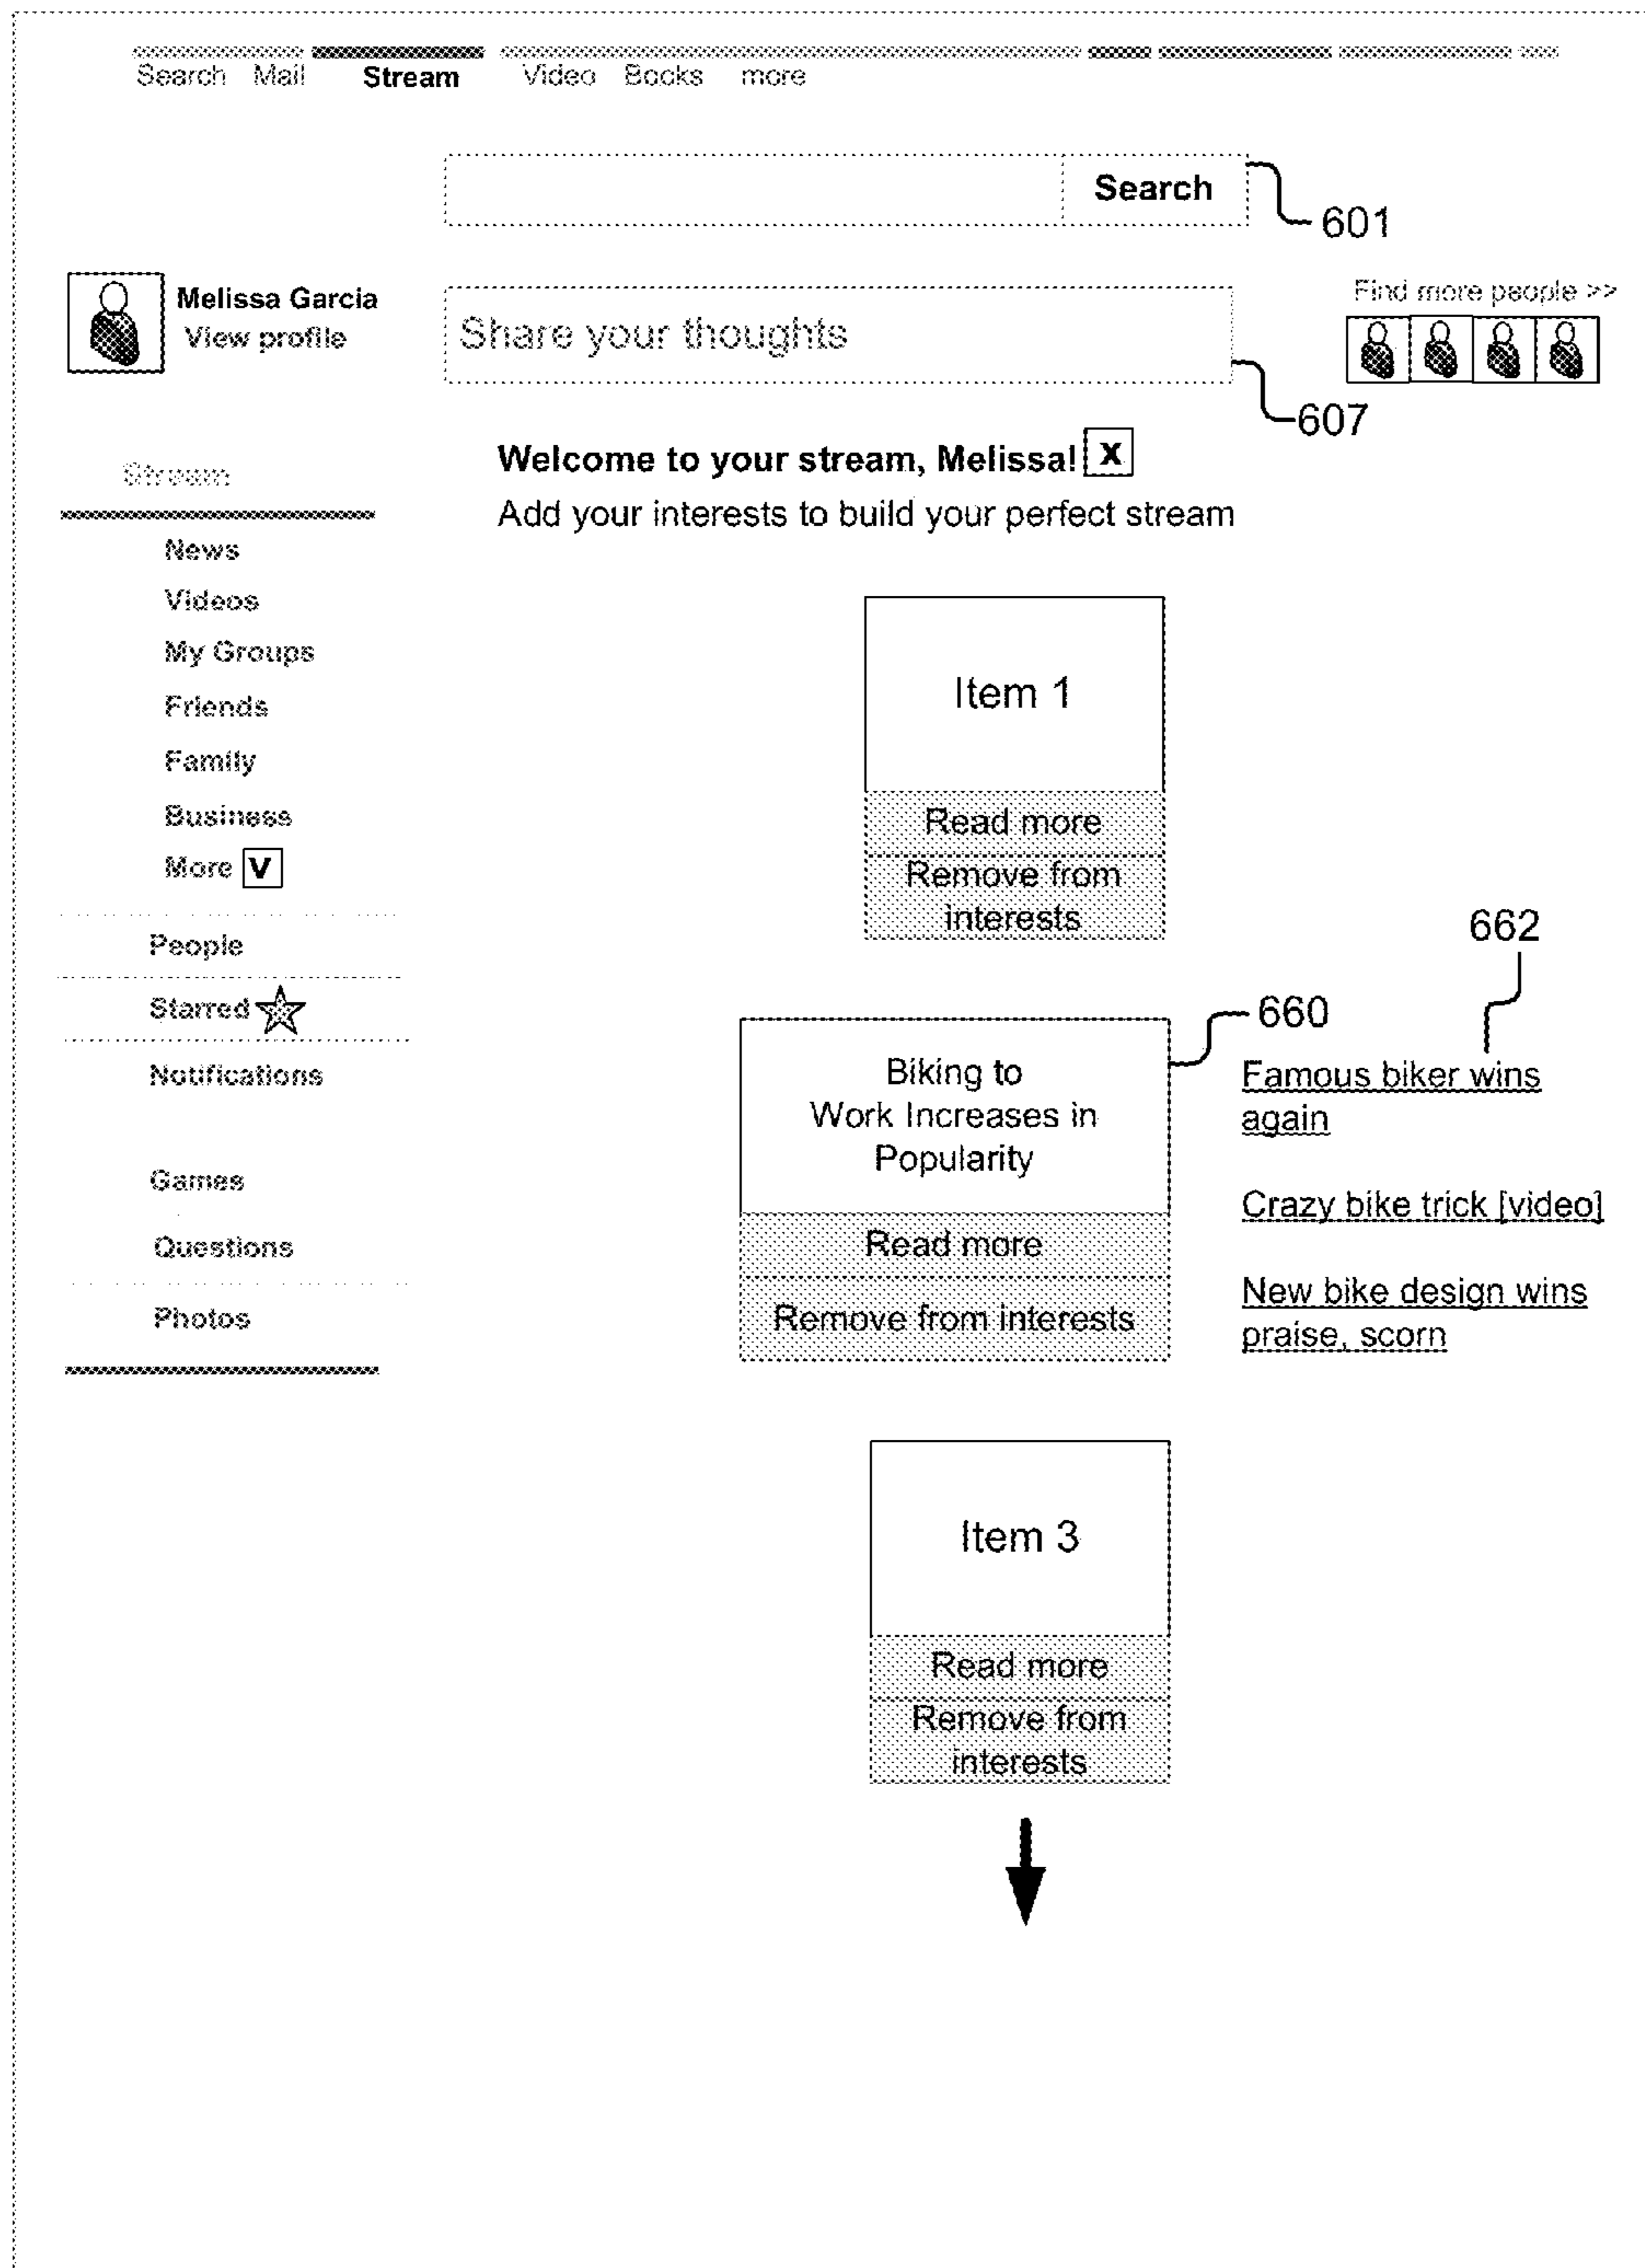 Search Mail Stream Video Books more
Search
601
Melissa Garcia
View profile
Share your thoughts
Find more people >>
607
Welcome to your stream, Melissa! X
Add your interests to build your perfect stream
Stream
News
Videos
My Groups
Friends
Family
Business
More V
People
Starred
Notifications
Games
Questions
Photos
Item 1
Read more
Remove from
interests
660
Biking to
Work Increases in
Popularity
Read more
Remove from interests
662
Famous biker wins
again
Crazy bike trick [video]
New bike design wins
praise, scorn
Item 3
Read more
Remove from
interests